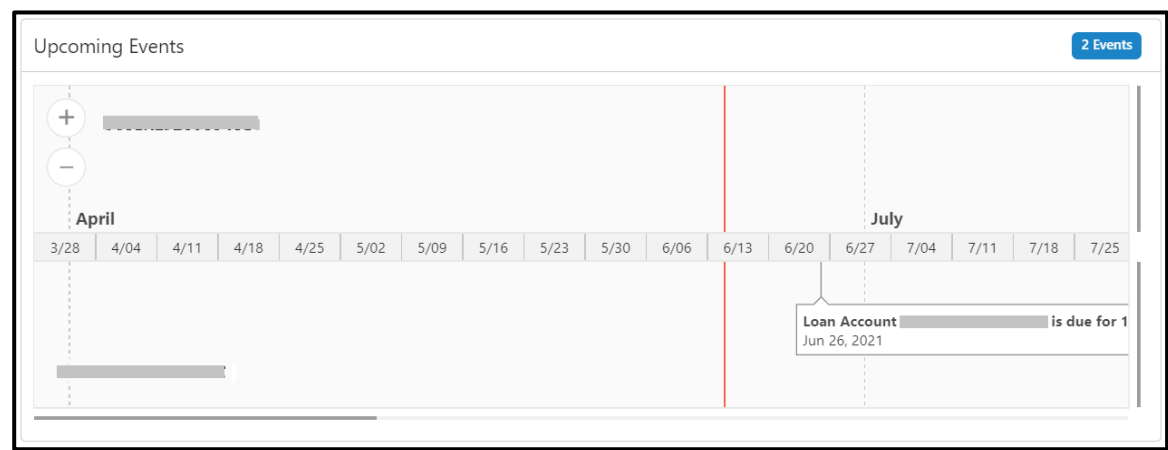 Upcoming Events
2 Events
+
−
April
July
3/28 4/04 4/11 4/18 4/25 5/02 5/09 5/16 5/23 5/30 6/06 6/13 6/20 6/27 7/04 7/11 7/18 7/25
Loan Account is due for 1
Jun 26, 2021